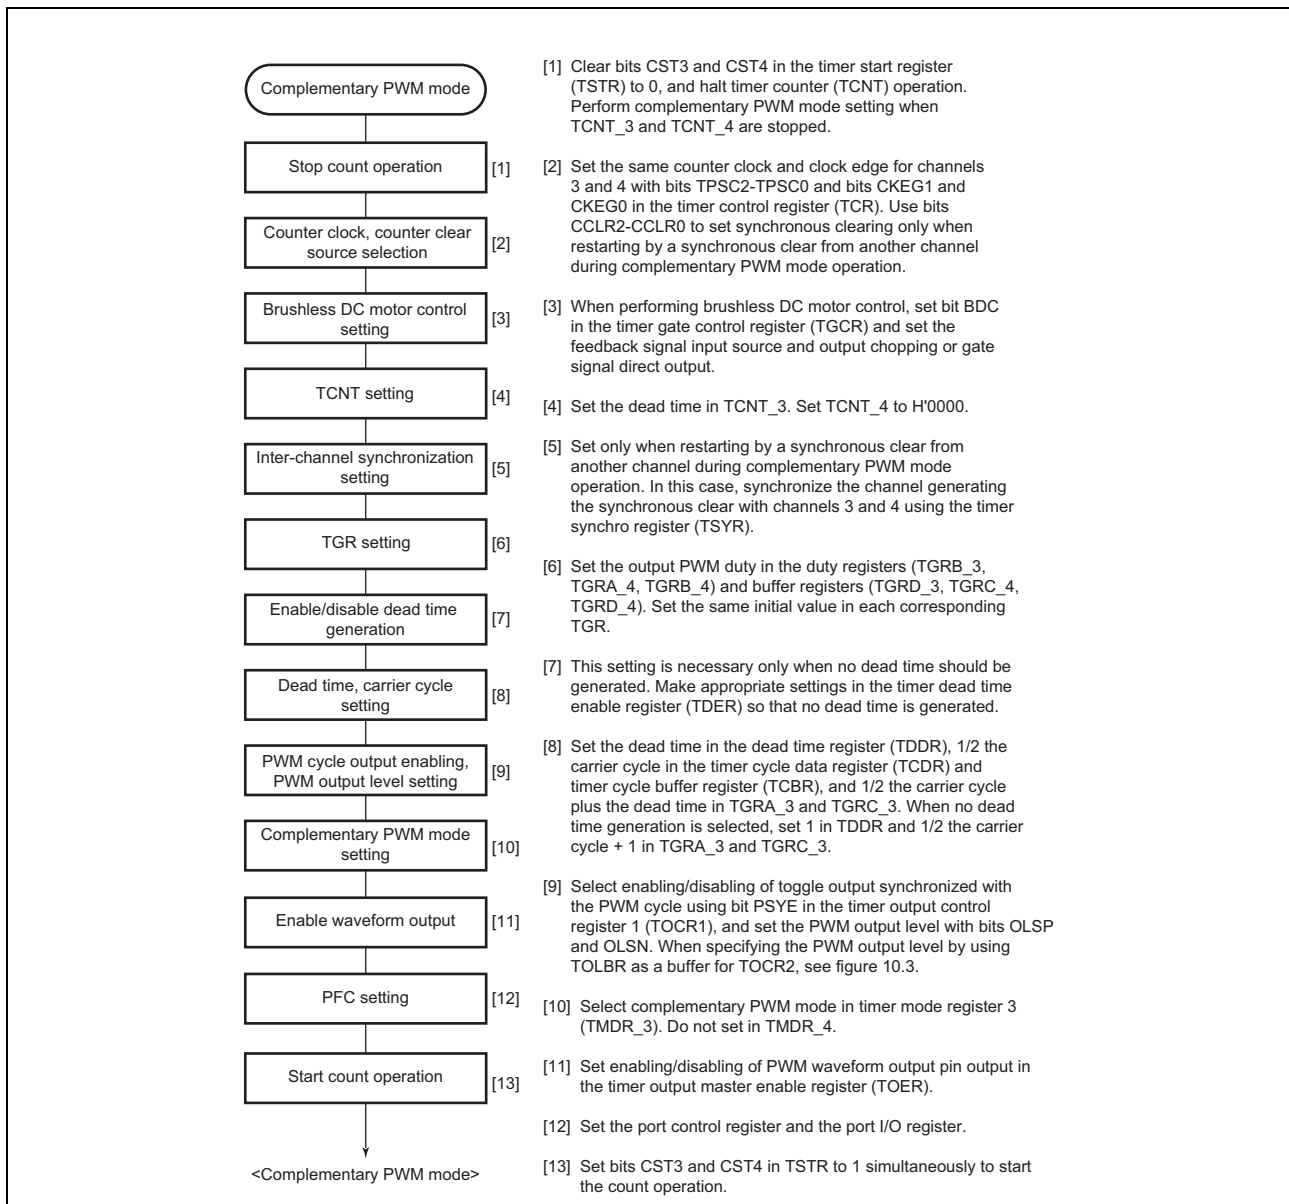 Complementary PWM mode
Stop count operation
[1]
Counter clock, counter clear
source selection
[2]
Brushless DC motor control
setting
[3]
TCNT setting
[4]
Inter-channel synchronization
setting
[5]
TGR setting
[6]
Enable/disable dead time
generation
[7]
Dead time, carrier cycle
setting
[8]
PWM cycle output enabling,
PWM output level setting
[9]
Complementary PWM mode
setting
[10]
Enable waveform output
[11]
PFC setting
[12]
Start count operation
[13]
<Complementary PWM mode>
[1] Clear bits CST3 and CST4 in the timer start register
(TSTR) to 0, and halt timer counter (TCNT) operation.
Perform complementary PWM mode setting when
TCNT_3 and TCNT_4 are stopped.
[2] Set the same counter clock and clock edge for channels
3 and 4 with bits TPSC2-TPSC0 and bits CKEG1 and
CKEG0 in the timer control register (TCR). Use bits
CCLR2-CCLR0 to set synchronous clearing only when
restarting by a synchronous clear from another channel
during complementary PWM mode operation.
[3] When performing brushless DC motor control, set bit BDC
in the timer gate control register (TGCR) and set the
feedback signal input source and output chopping or gate
signal direct output.
[4] Set the dead time in TCNT_3. Set TCNT_4 to H'0000.
[5] Set only when restarting by a synchronous clear from
another channel during complementary PWM mode
operation. In this case, synchronize the channel generating
the synchronous clear with channels 3 and 4 using the timer
synchro register (TSYR).
[6] Set the output PWM duty in the duty registers (TGRB_3,
TGRA_4, TGRB_4) and buffer registers (TGRD_3, TGRC_4,
TGRD_4). Set the same initial value in each corresponding
TGR.
[7] This setting is necessary only when no dead time should be
generated. Make appropriate settings in the timer dead time
enable register (TDER) so that no dead time is generated.
[8] Set the dead time in the dead time register (TDDR), 1/2 the
carrier cycle in the timer cycle data register (TCDR) and
timer cycle buffer register (TCBR), and 1/2 the carrier cycle
plus the dead time in TGRA_3 and TGRC_3. When no dead
time generation is selected, set 1 in TDDR and 1/2 the carrier
cycle + 1 in TGRA_3 and TGRC_3.
[9] Select enabling/disabling of toggle output synchronized with
the PWM cycle using bit PSYE in the timer output control
register 1 (TOCR1), and set the PWM output level with bits OLSP
and OLSN. When specifying the PWM output level by using
TOLBR as a buffer for TOCR2, see figure 10.3.
[10] Select complementary PWM mode in timer mode register 3
(TMDR_3). Do not set in TMDR_4.
[11] Set enabling/disabling of PWM waveform output pin output in
the timer output master enable register (TOER).
[12] Set the port control register and the port I/O register.
[13] Set bits CST3 and CST4 in TSTR to 1 simultaneously to start
the count operation.